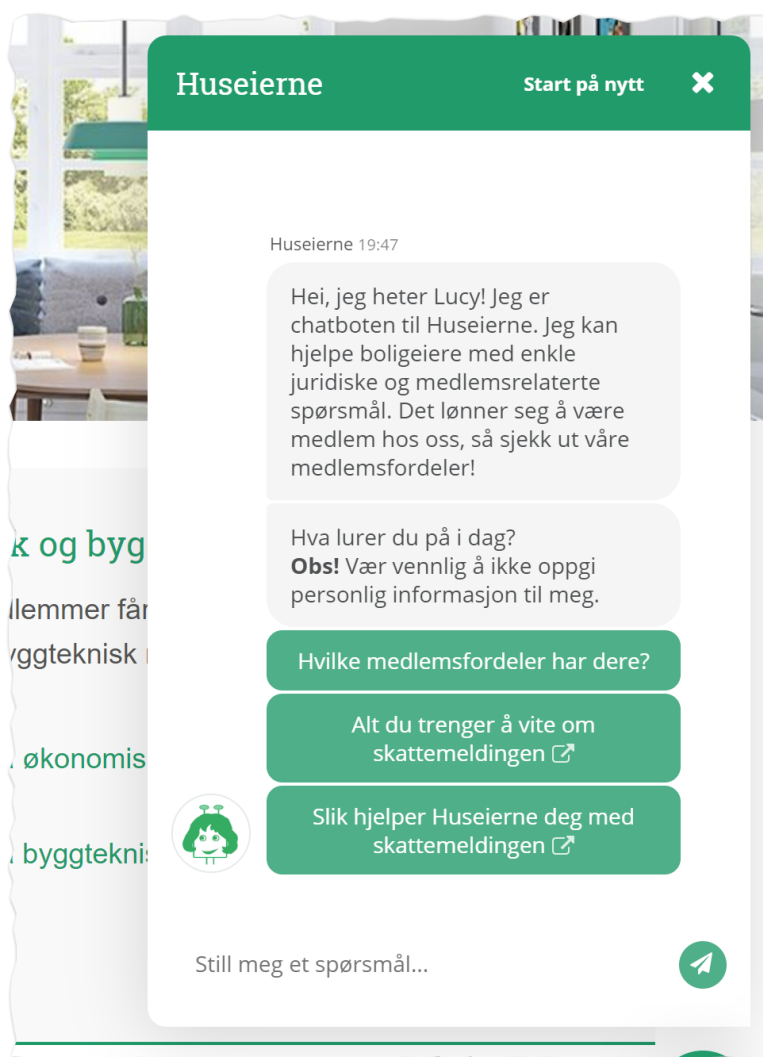 Huseierne
Start på nytt
Huseierne 19:47
Hei, jeg heter Lucy! Jeg er
chatboten til Huseierne. Jeg kan
hjelpe boligeiere med enkle
juridiske og medlemsrelaterte
spørsmål. Det lønner seg å være
medlem hos oss, så sjekk ut våre
medlemsfordeler!
Hva lurer du på i dag?
Obs! Vær vennlig å ikke oppgi
personlig informasjon til meg.
Hvilke medlemsfordeler har dere?
Alt du trenger å vite om
skattemeldingen
Slik hjelper Huseierne deg med
skattemeldingen
Still meg et spørsmål...
k og byg
llemmer får
yggteknisk
økonomis
byggteknis